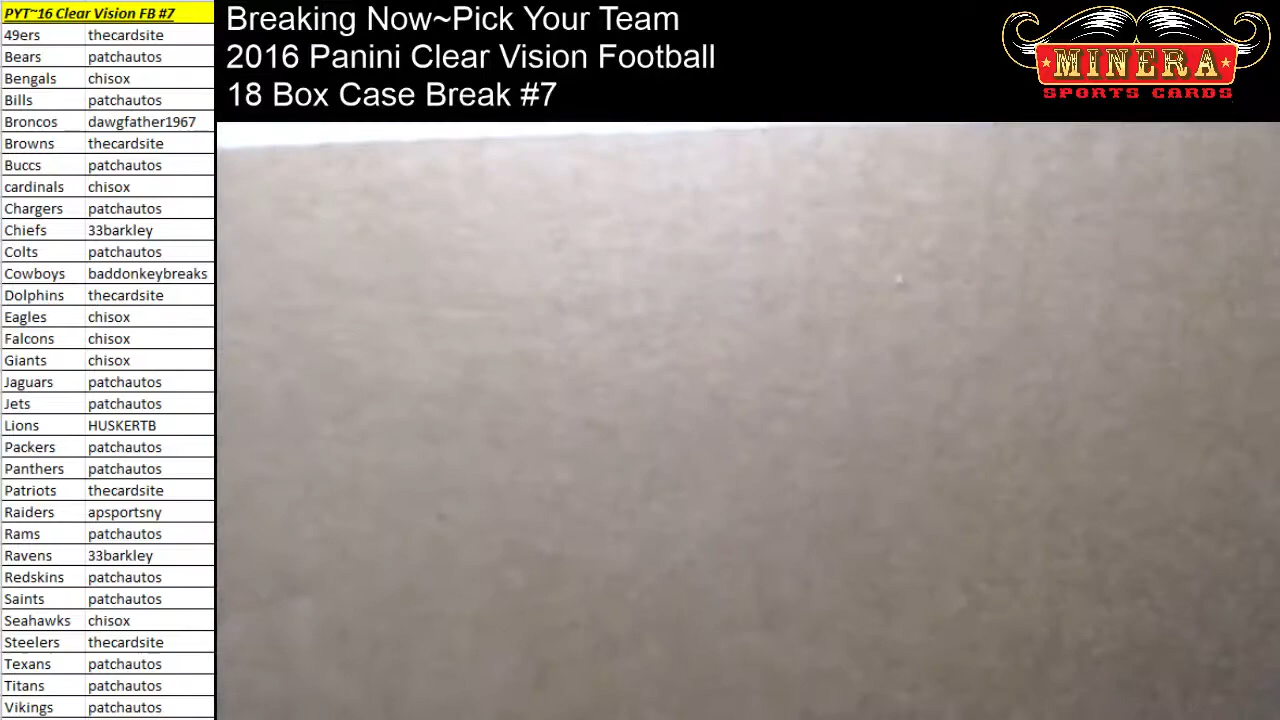 PYT~16 Clear Vision FB #7
49ers thecardsite
Bears patchautos
Bengals chisox
Bills patchautos
Broncos dawgfather1967
Browns thecardsite
Buccs patchautos
cardinals chisox
Chargers patchautos
Chiefs 33barkley
Colts patchautos
Cowboys baddonkeybreaks
Dolphins thecardsite
Eagles chisox
Falcons chisox
Giants chisox
Jaguars patchautos
Jets patchautos
Lions HUSKERTB
Packers patchautos
Panthers patchautos
Patriots thecardsite
Raiders apsportsny
Rams patchautos
Ravens 33barkley
Redskins patchautos
Saints patchautos
Seahawks chisox
Steelers thecardsite
Texans patchautos
Titans patchautos
Vikings patchautos
Breaking Now~Pick Your Team
2016 Panini Clear Vision Football
18 Box Case Break #7
MINERA
SPORTS CARDS